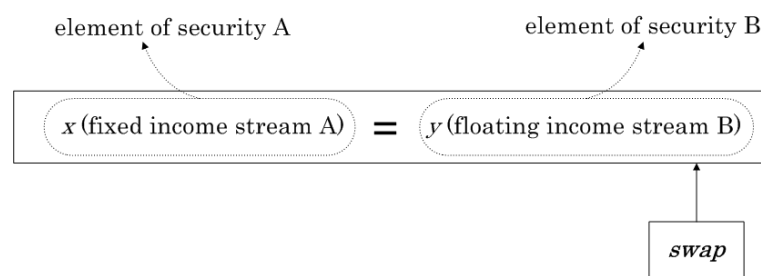 element of security A
element of security B
x (fixed income stream A) = y (floating income stream B)
swap